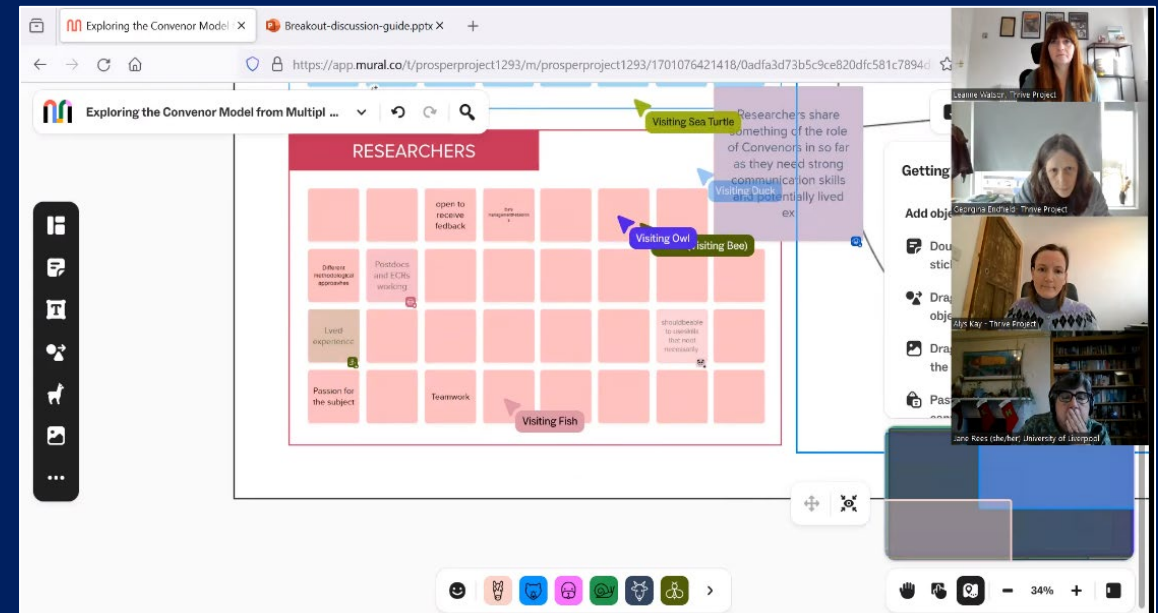 Exploring the Convenor Model
Breakout-discussion-guide.pptx
https://app.mural.co/t/prosperproject1293/m/prosperproject1293/1701076421418/0adfa3d73b5c9ce820dfc581c7894d
Exploring the Convenor Model from Multipl ...
RESEARCHERS
open to
receive
fedback
Different
methodological
approaches
Postdocs
and ECRs
working
Lived
experience
shouldbeable
to useskills
that next
necessarily
Passion for
the subject
Teamwork
Visiting Sea Turtle
Researchers share
something of the role
of Convenors in so far
as they need strong
communication skills
and potentially lived
ex
Visiting Duck
Visiting Owl
isiting Bee)
Visiting Fish
Getting
Add obje
Dou
stic
Dra
obje
Dra
the
Pas
34%
Leanne Watson, Thrive Project
Georgina Endfield- Thrive Project
Alys Kay - Thrive Project
Jane Rees (she/her) University of Liverpool